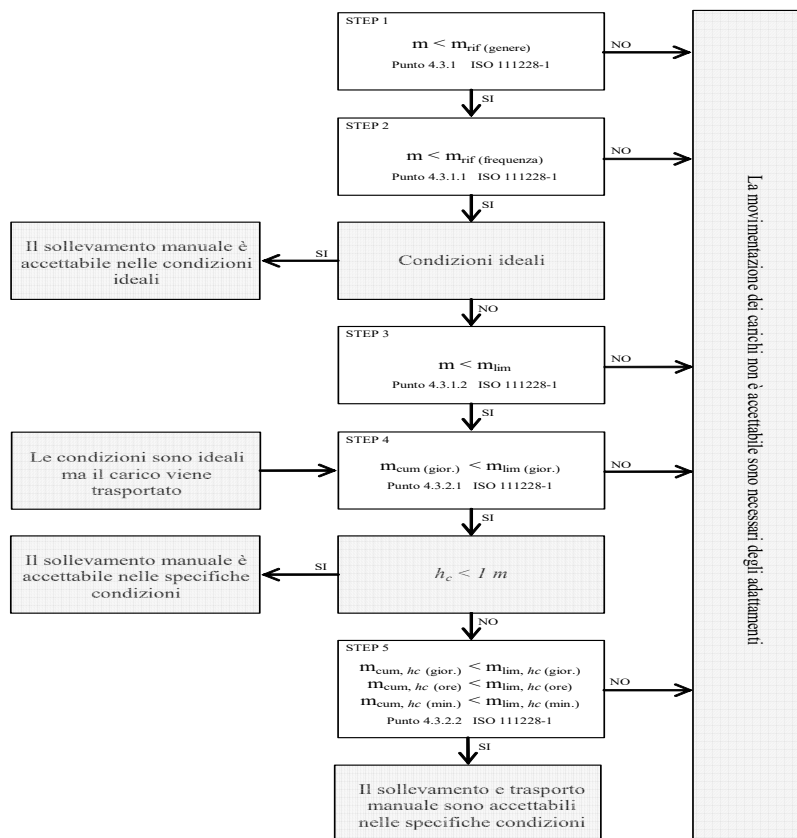 STEP 1
m < mrif (genere)
Punto 4.3.1 ISO 111228-1
NO
SI
STEP 2
m < mrif (frequenza)
Punto 4.3.1.1 ISO 111228-1
NO
SI
Il sollevamento manuale è
accettabile nelle condizioni
ideali
SI
Condizioni ideali
NO
STEP 3
m < mlim
Punto 4.3.1.2 ISO 111228-1
NO
SI
Le condizioni sono ideali
ma il carico viene
trasportato
STEP 4
mcum (gior.) < mlim (gior.)
Punto 4.3.2.1 ISO 111228-1
NO
SI
Il sollevamento manuale è
accettabile nelle specifiche
condizioni
SI
hc < 1 m
NO
STEP 5
mcum, hc (gior.) < mlim, hc (gior.)
mcum, hc (ore) < mlim, hc (ore)
mcum, hc (min.) < mlim, hc (min.)
Punto 4.3.2.2 ISO 111228-1
NO
SI
Il sollevamento e trasporto
manuale sono accettabili
nelle specifiche condizioni
La movimentazione dei carichi non è accettabile sono necessari degli adattamenti